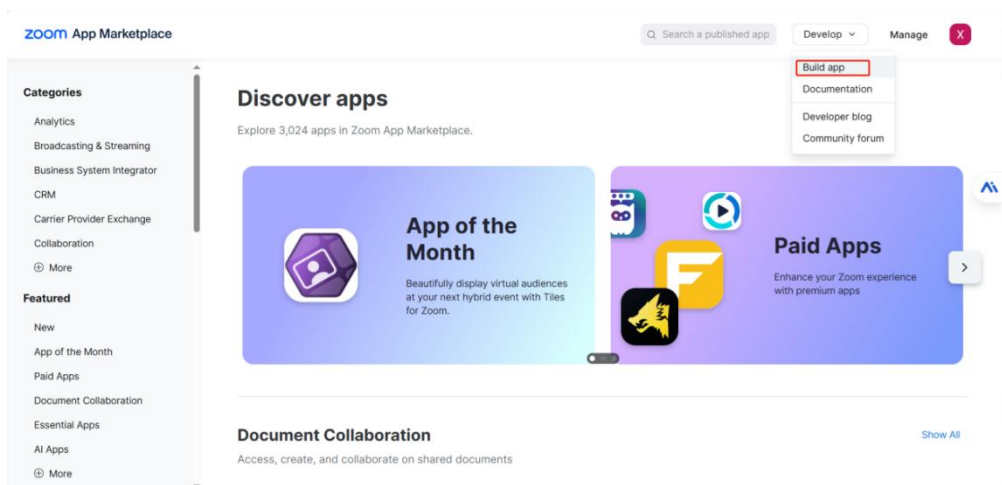 zoom App Marketplace
Search a published app
Develop
Manage
X
Build app
Documentation
Developer blog
Community forum
Categories
Analytics
Broadcasting & Streaming
Business System Integrator
CRM
Carrier Provider Exchange
Collaboration
More
Featured
New
App of the Month
Paid Apps
Document Collaboration
Essential Apps
AI Apps
More
Discover apps
Explore 3,024 apps in Zoom App Marketplace.
App of the
Month
Beautifully display virtual audiences
at your next hybrid event with Tiles
for Zoom.
Paid Apps
Enhance your Zoom experience
with premium apps
Document Collaboration
Show All
Access, create, and collaborate on shared documents